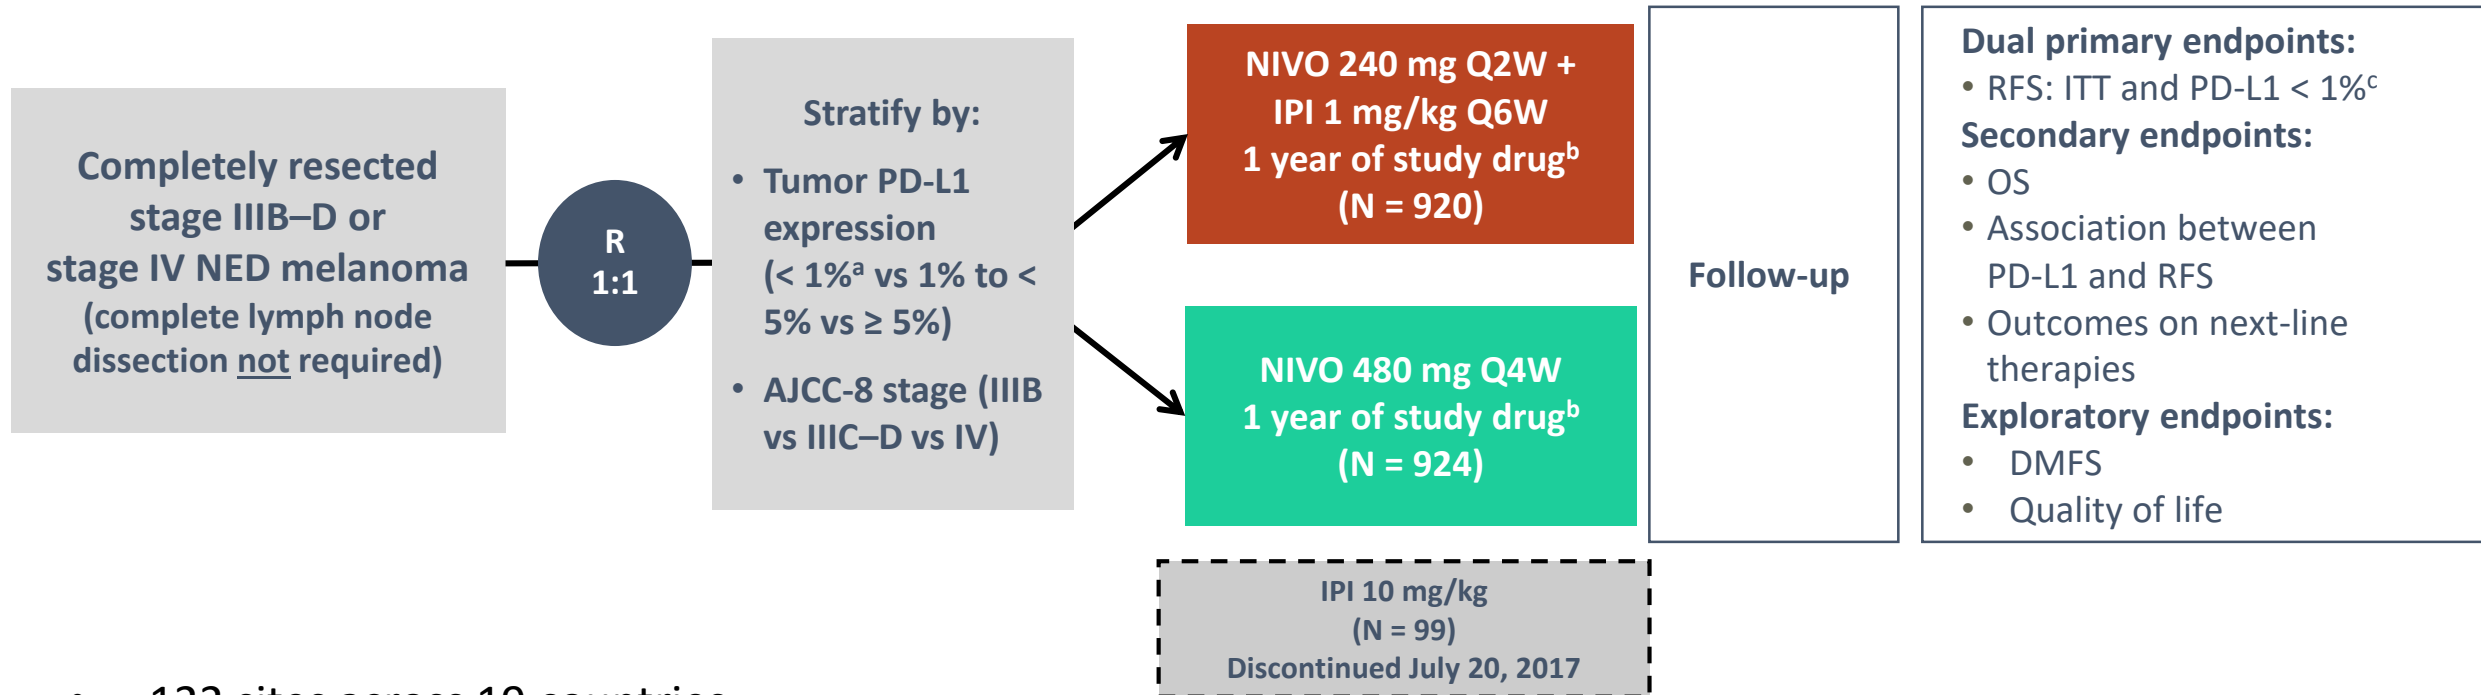 Completely resected
stage IIIB–D or
stage IV NED melanoma
(complete lymph node
dissection not required)
R
1:1
Stratify by:
• Tumor PD-L1
expression
(< 1%ᵃ vs 1% to <
5% vs ≥ 5%)
• AJCC-8 stage (IIIB
vs IIIC–D vs IV)
NIVO 240 mg Q2W +
IPI 1 mg/kg Q6W
1 year of study drugᵇ
(N = 920)
NIVO 480 mg Q4W
1 year of study drugᵇ
(N = 924)
IPI 10 mg/kg
(N = 99)
Discontinued July 20, 2017
Follow-up
Dual primary endpoints:
• RFS: ITT and PD-L1 < 1%ᶜ
Secondary endpoints:
• OS
• Association between
PD-L1 and RFS
• Outcomes on next-line
therapies
Exploratory endpoints:
• DMFS
• Quality of life